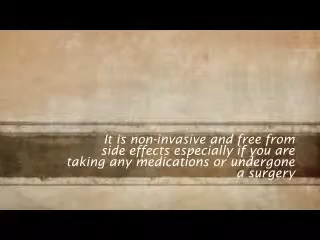 It is non-invasive and free from
side effects especially if you are
taking any medications or undergone
a surgery